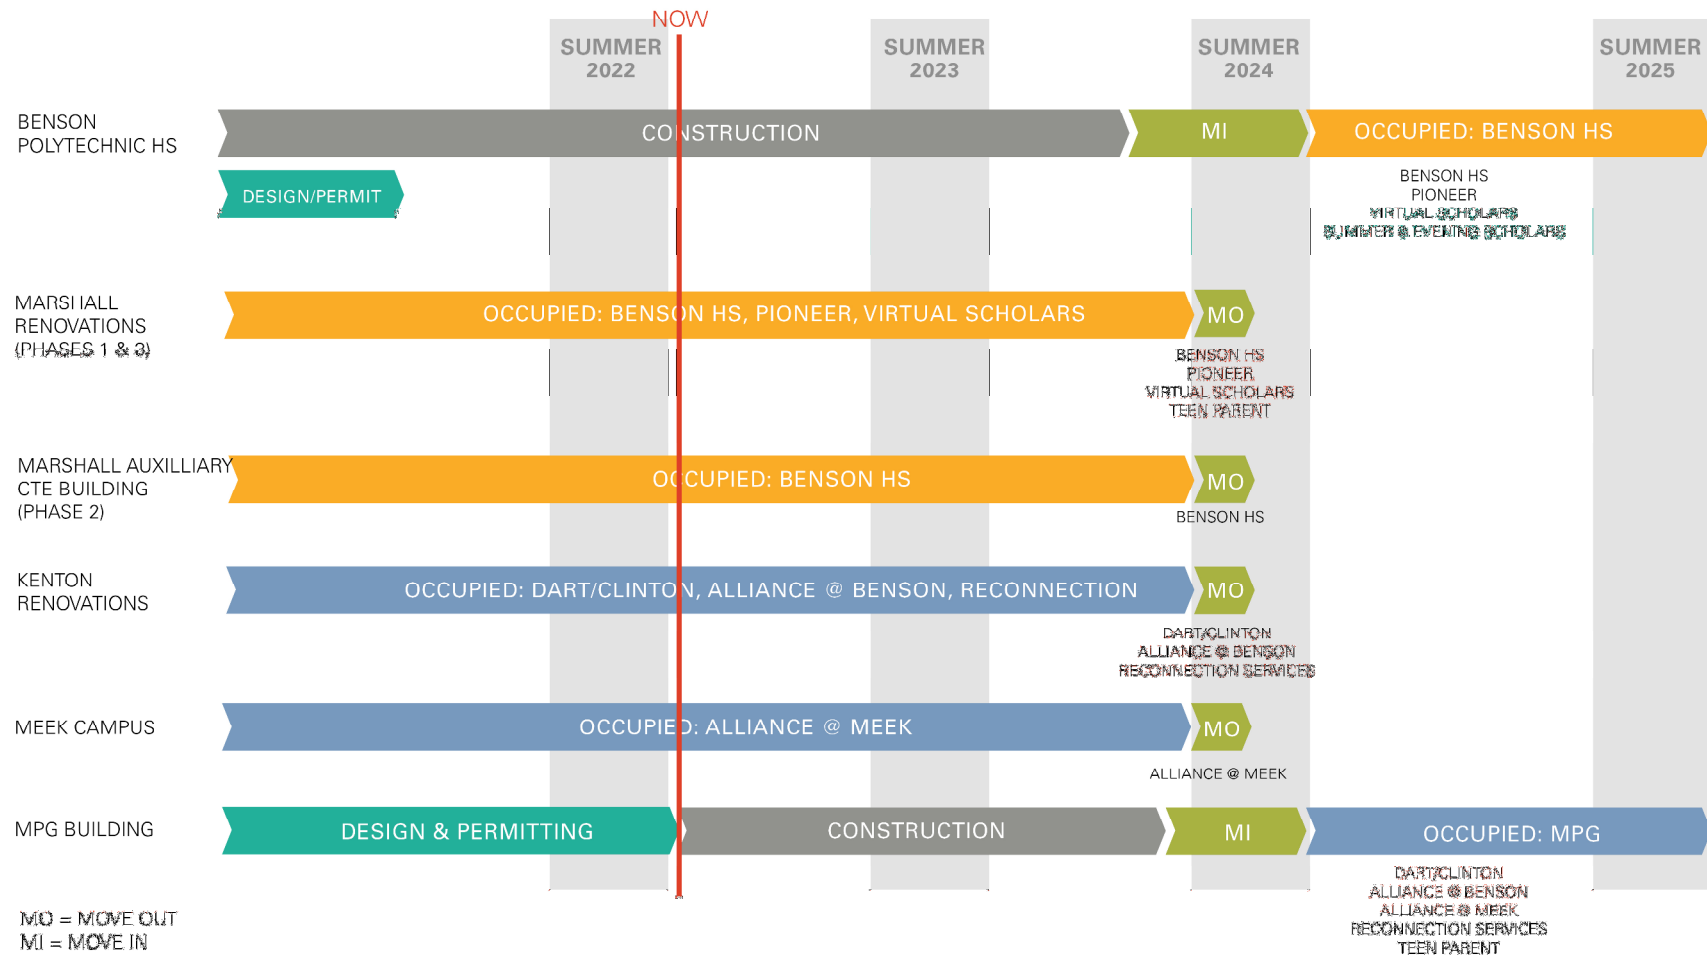 NOW
SUMMER
2022
SUMMER
2023
SUMMER
2024
SUMMER
2025
BENSON
POLYTECHNIC HS
CONSTRUCTION
MI
OCCUPIED: BENSON HS
DESIGN/PERMIT
BENSON HS
PIONEER
VIRTUAL SCHOLARS
SUMMER & EVENING SCHOLARS
MARSHALL
RENOVATIONS
(PHASES 1 & 3)
OCCUPIED: BENSON HS, PIONEER, VIRTUAL SCHOLARS
MO
BENSON HS
PIONEER
VIRTUAL SCHOLARS
TEEN PARENT
MARSHALL AUXILLIARY
CTE BUILDING
(PHASE 2)
OCCUPIED: BENSON HS
MO
BENSON HS
KENTON
RENOVATIONS
OCCUPIED: DART/CLINTON, ALLIANCE @ BENSON, RECONNECTION
MO
DART/CLINTON
ALLIANCE @ BENSON
RECONNECTION SERVICES
MEEK CAMPUS
OCCUPIED: ALLIANCE @ MEEK
MO
ALLIANCE @ MEEK
MPG BUILDING
DESIGN & PERMITTING
CONSTRUCTION
MI
OCCUPIED: MPG
DART/CLINTON
ALLIANCE @ BENSON
ALLIANCE @ MEEK
RECONNECTION SERVICES
TEEN PARENT
MO = MOVE OUT
MI = MOVE IN